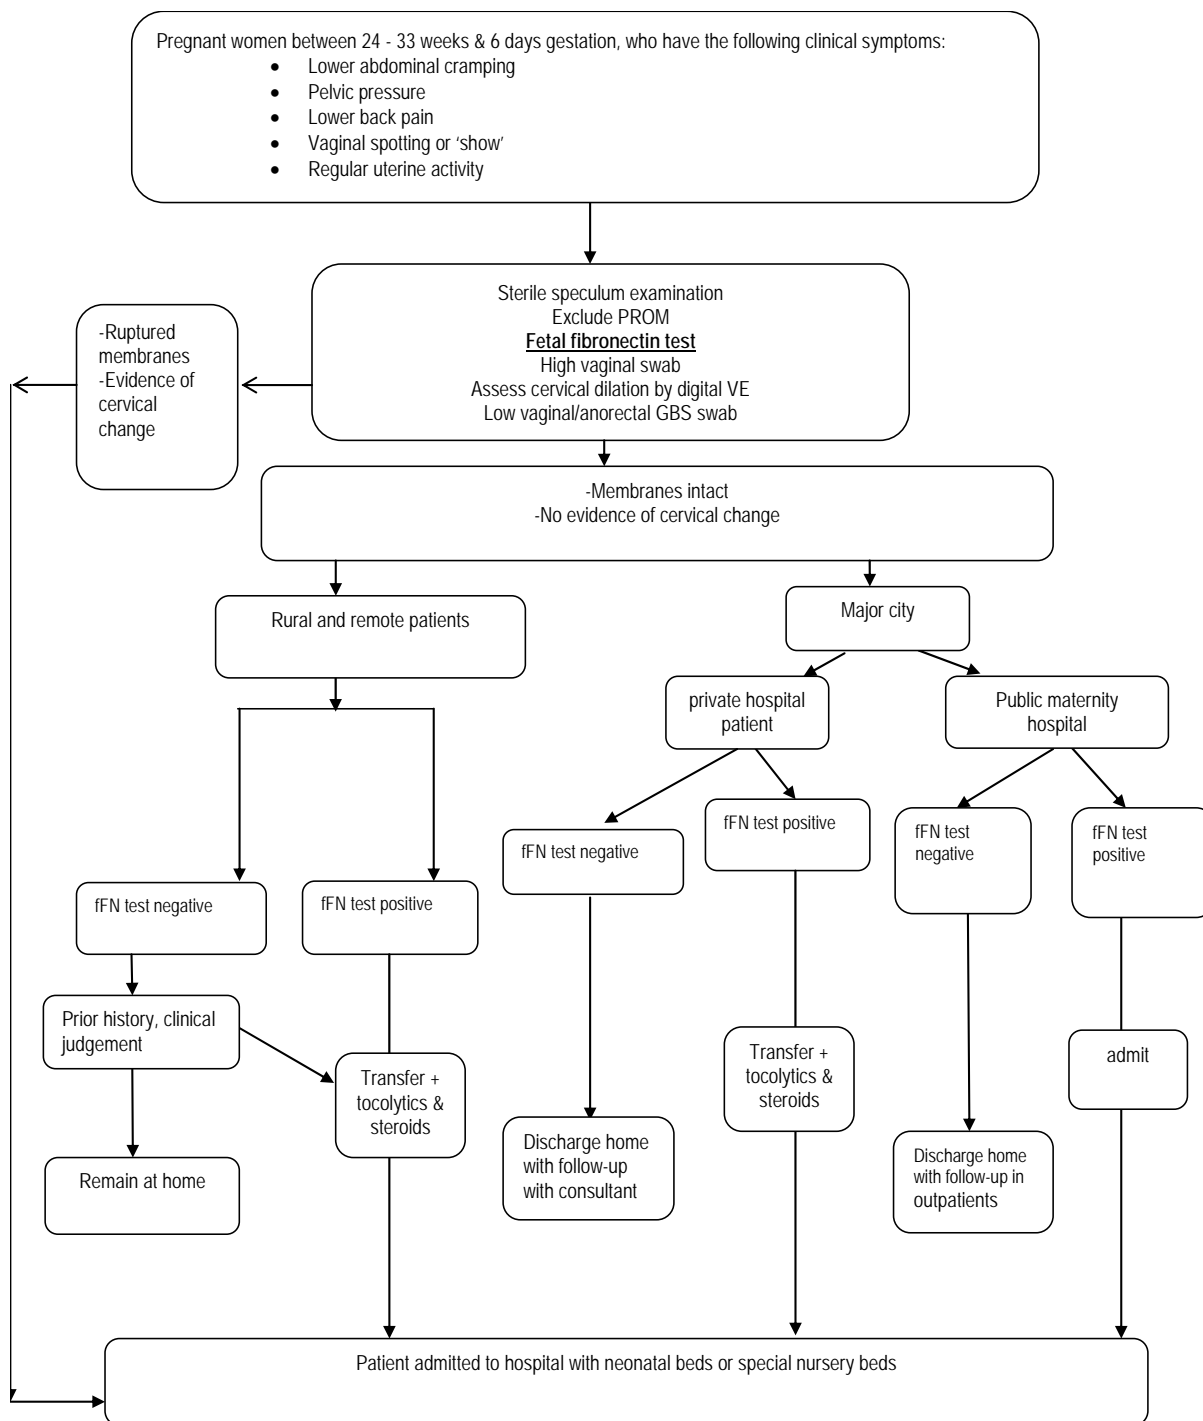 Pregnant women between 24 - 33 weeks & 6 days gestation, who have the following clinical symptoms:
• Lower abdominal cramping
• Pelvic pressure
• Lower back pain
• Vaginal spotting or ‘show’
• Regular uterine activity
Sterile speculum examination
Exclude PROM
Fetal fibronectin test
High vaginal swab
Assess cervical dilation by digital VE
Low vaginal/anorectal GBS swab
-Ruptured
membranes
-Evidence of
cervical
change
-Membranes intact
-No evidence of cervical change
Rural and remote patients
Major city
private hospital
patient
Public maternity
hospital
fFN test negative
fFN test positive
fFN test negative
fFN test positive
fFN test
negative
fFN test
positive
Prior history, clinical
judgement
Transfer +
tocolytics &
steroids
Transfer +
tocolytics &
steroids
admit
Remain at home
Discharge home
with follow-up
with consultant
Discharge home
with follow-up in
outpatients
Patient admitted to hospital with neonatal beds or special nursery beds